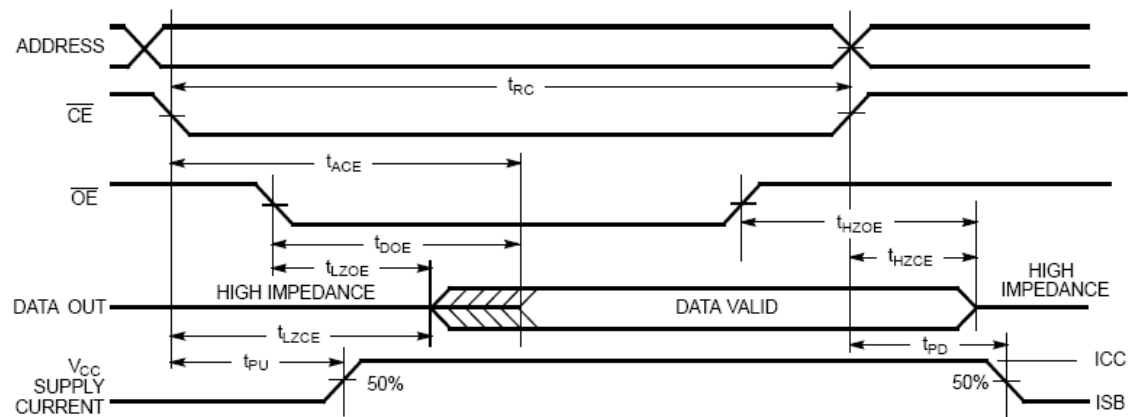 ADDRESS
tRC
CE
tACE
OE
tHZOE
tDOE
tLZOE
tHZCE
HIGH
IMPEDANCE
DATA OUT
HIGH IMPEDANCE
DATA VALID
tLZCE
tPD
VCC
SUPPLY
CURRENT
tPU
50%
50%
ICC
ISB